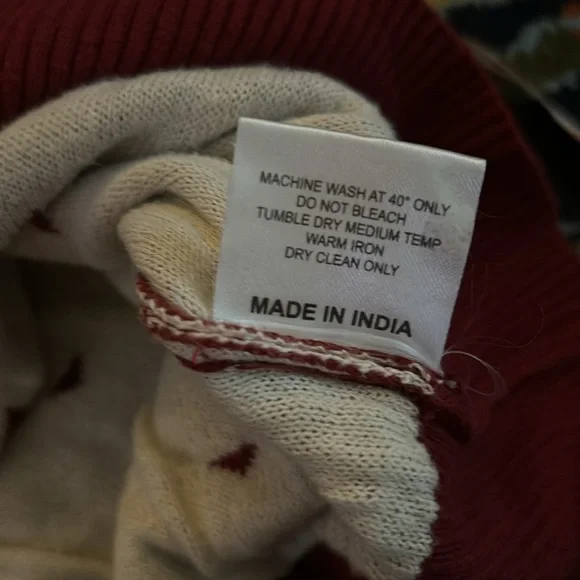 MACHINE WASH AT 40° ONLY
DO NOT BLEACH
TUMBLE DRY MEDIUM TEMP
WARM IRON
DRY CLEAN ONLY
MADE IN INDIA